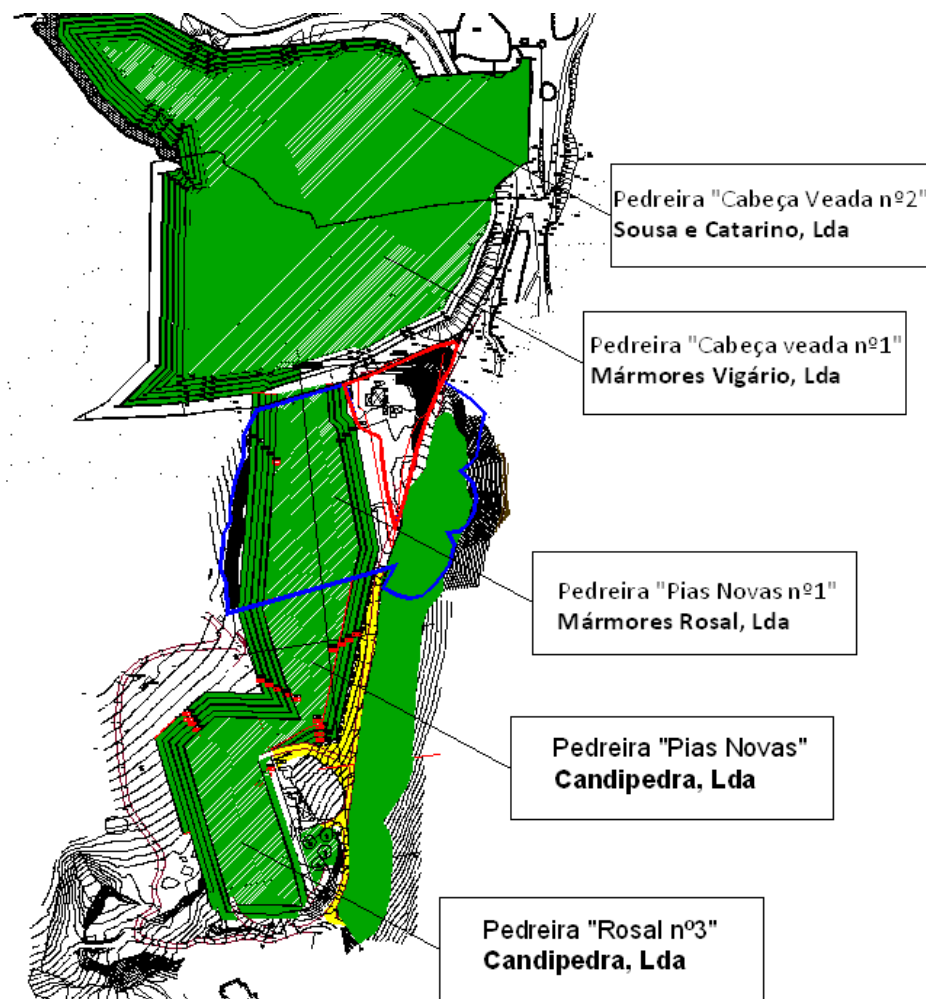 Pedreira "Cabeça Veada nº2"
Sousa e Catarino, Lda
Pedreira "Cabeça veada nº1"
Mármores Vigário, Lda
Pedreira "Pias Novas nº1"
Mármores Rosal, Lda
Pedreira "Pias Novas"
Candipedra, Lda
Pedreira "Rosal nº3"
Candipedra, Lda